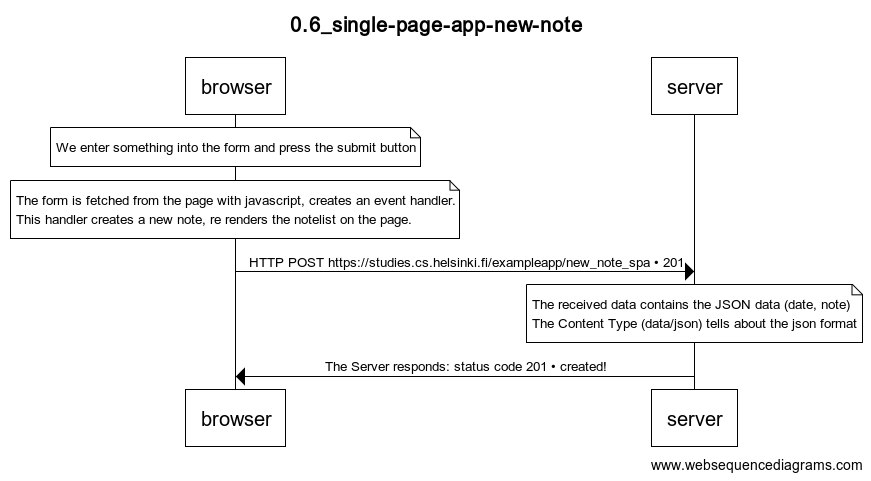 0.6_single-page-app-new-note
browser
server
We enter something into the form and press the submit button
The form is fetched from the page with javascript, creates an event handler.
This handler creates a new note, re renders the notelist on the page.
HTTP POST https://studies.cs.helsinki.fi/exampleapp/new_note_spa • 201
The received data contains the JSON data (date, note)
The Content Type (data/json) tells about the json format
The Server responds: status code 201 • created!
browser
server
www.websequencediagrams.com